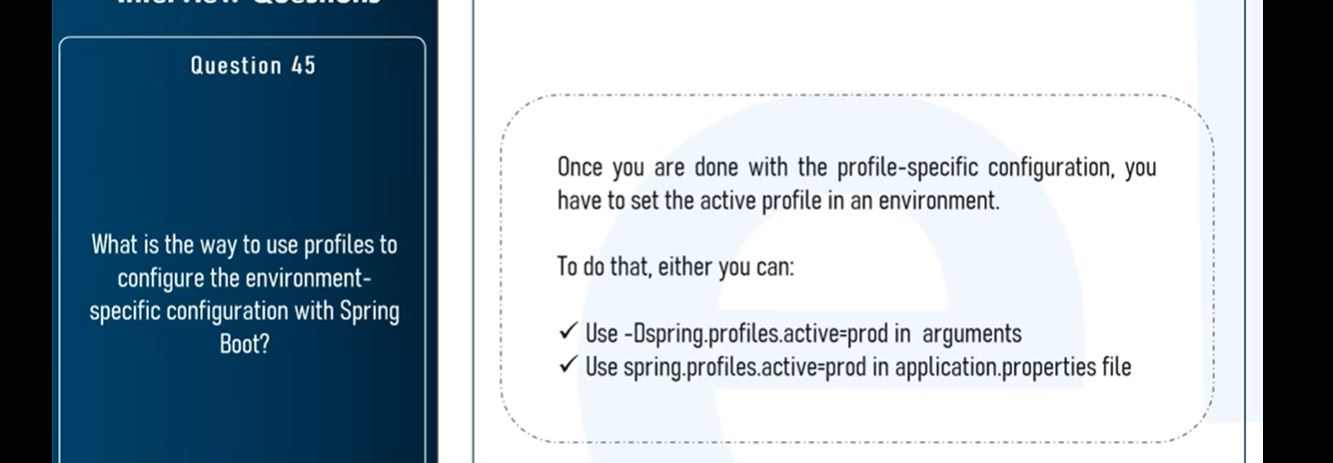 Interview Questions
Question 45
What is the way to use profiles to
configure the environment-
specific configuration with Spring
Boot?
Once you are done with the profile-specific configuration, you
have to set the active profile in an environment.
To do that, either you can:
✓ Use -Dspring.profiles.active=prod in arguments
✓ Use spring.profiles.active=prod in application.properties file